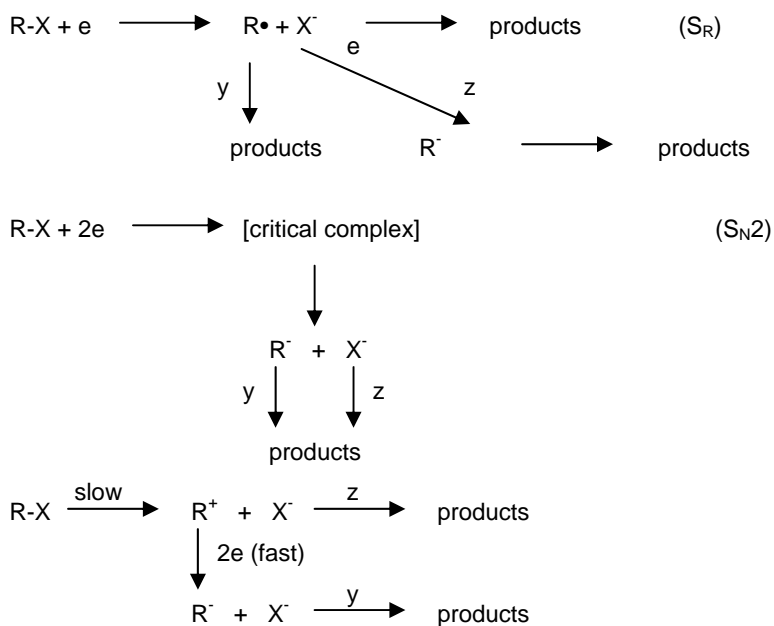 R-X + e R• + X⁻ products (S_R)
e
y z
products R⁻ products
R-X + 2e [critical complex] (S_N2)
R⁻ + X⁻
y z
products
slow z
R-X R⁺ + X⁻ products
2e (fast)
y
R⁻ + X⁻ products